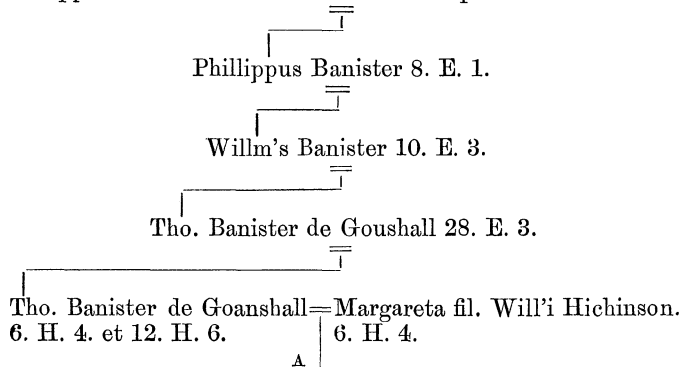 Phillippus Banister 8. E. 1.
Willm's Banister 10. E. 3.
Tho. Banister de Goushall 28. E. 3.
Tho. Banister de Goanshall=Margareta fil. Will'i Hichinson.
6. H. 4. et 12. H. 6. 6. H. 4.
A